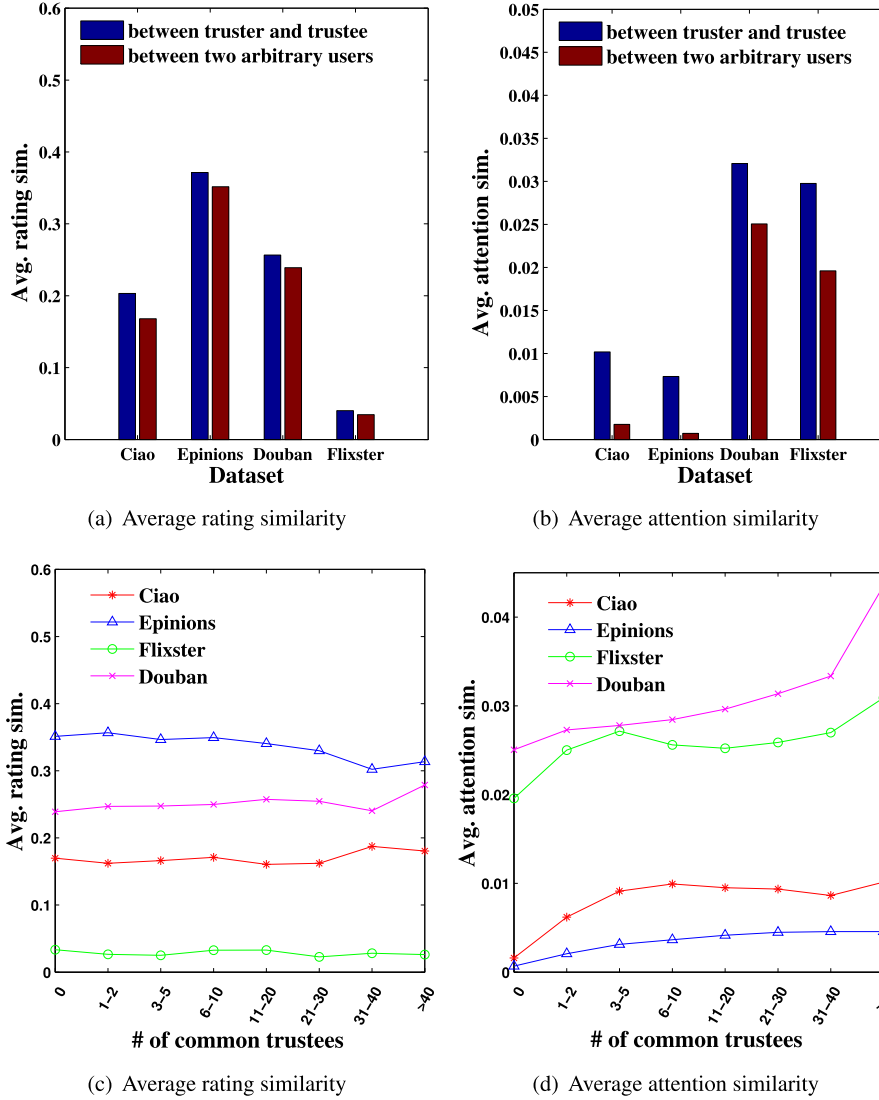 0.6
0.5
0.4
0.3
0.2
0.1
0
Avg. rating sim.
between truster and trustee
between two arbitrary users
Ciao Epinions Douban Flixster
Dataset
(a) Average rating similarity
0.05
0.045
0.04
0.035
0.03
0.025
0.02
0.015
0.01
0.005
0
Avg. attention sim.
between truster and trustee
between two arbitrary users
Ciao Epinions Douban Flixster
Dataset
(b) Average attention similarity
0.6
0.5
0.4
0.3
0.2
0.1
0
Avg. rating sim.
Ciao
Epinions
Flixster
Douban
0 1-2 3-5 6-10 11-20 21-30 31-40 >40
# of common trustees
(c) Average rating similarity
0.04
0.03
0.02
0.01
0
Avg. attention sim.
Ciao
Epinions
Flixster
Douban
0 1-2 3-5 6-10 11-20 21-30 31-40
# of common trustees
(d) Average attention similarity